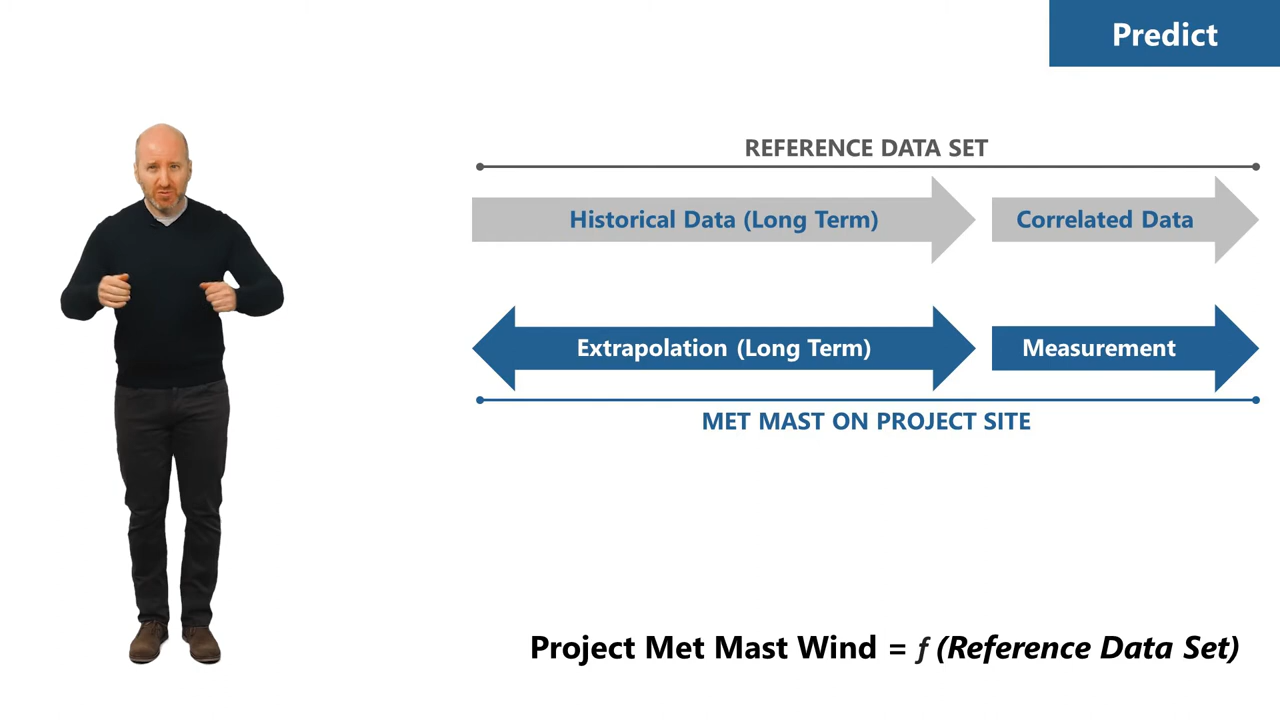 Predict
REFERENCE DATA SET
Historical Data (Long Term)
Correlated Data
Extrapolation (Long Term)
Measurement
MET MAST ON PROJECT SITE
Project Met Mast Wind = f (Reference Data Set)